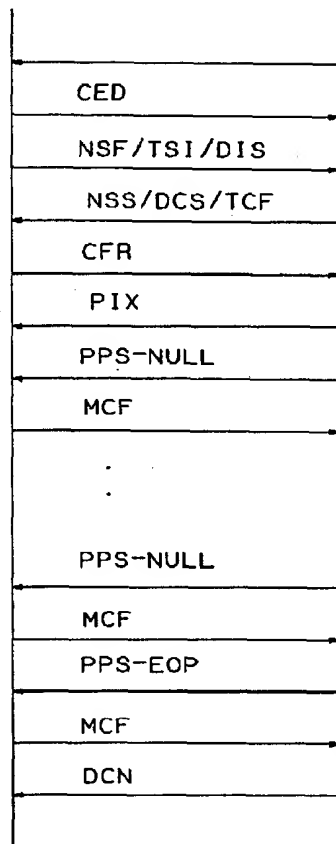 CED
NSF/TSI/DIS
NSS/DCS/TCF
CFR
PIX
PPS-NULL
MCF
PPS-NULL
MCF
PPS-EOP
MCF
DCN